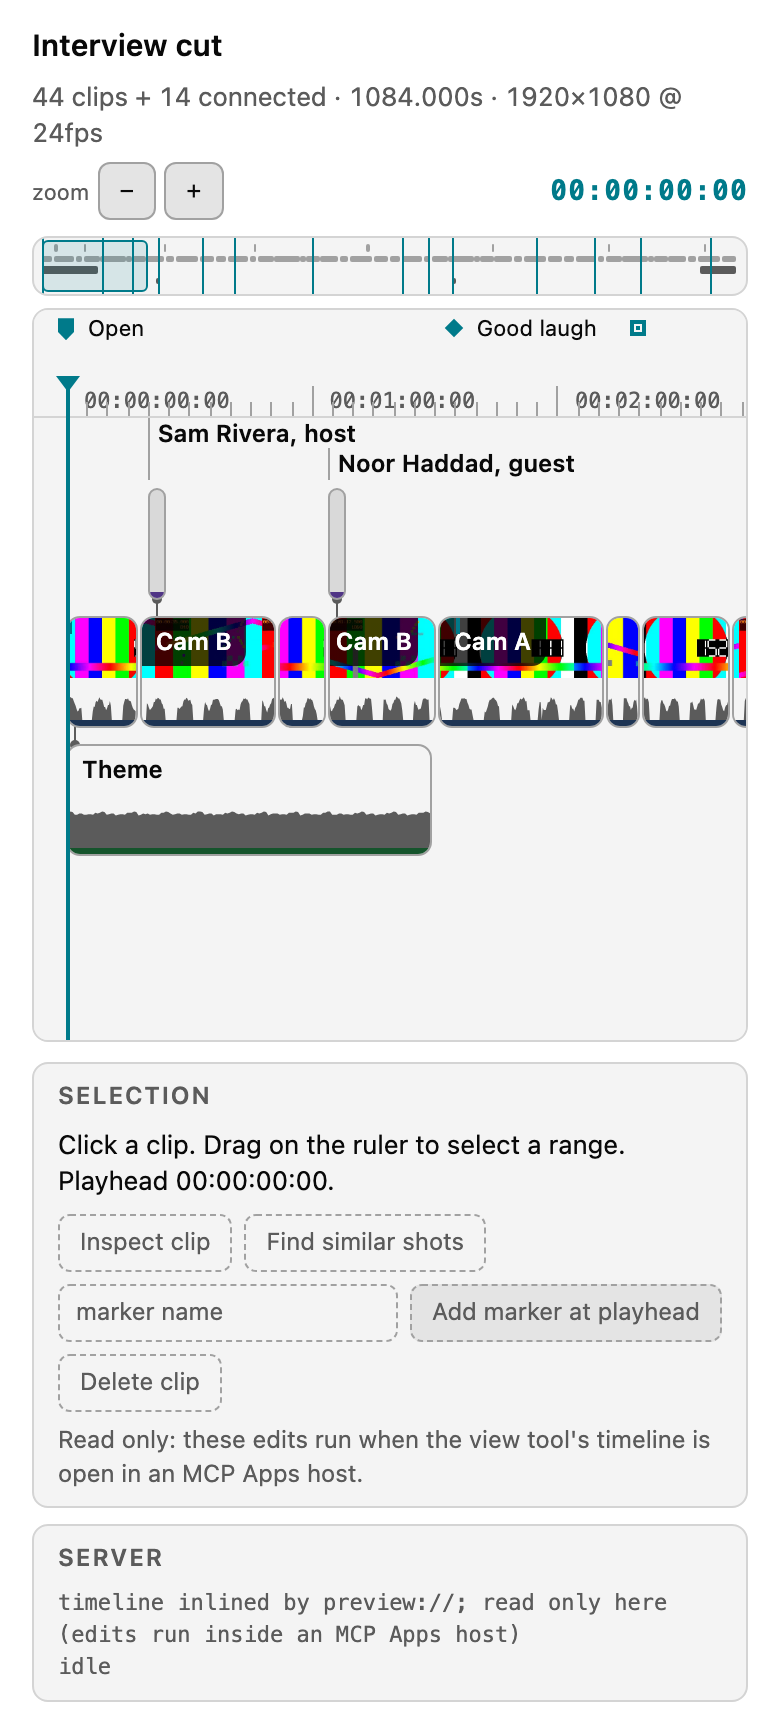 Interview cut
44 clips + 14 connected · 1084.000s · 1920×1080 @
24fps
zoom − + 00:00:00:00
Open Good laugh
00:00:00:00 00:01:00:00 00:02:00:00
Sam Rivera, host
Noor Haddad, guest
Cam B Cam B Cam A
Theme
SELECTION
Click a clip. Drag on the ruler to select a range.
Playhead 00:00:00:00.
Inspect clip Find similar shots
marker name Add marker at playhead
Delete clip
Read only: these edits run when the view tool's timeline is
open in an MCP Apps host.
SERVER
timeline inlined by preview://; read only here
(edits run inside an MCP Apps host)
idle